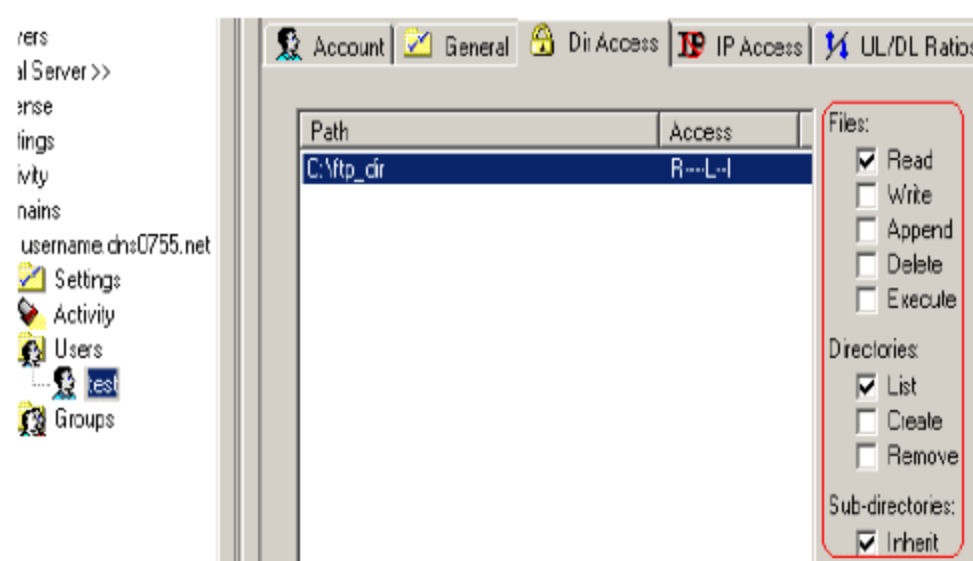 vers
al Server >>
ense
tings
ivity
mains
username.dns0755.net
Settings
Activity
Users
test
Groups
Account
General
Dir Access
IP Access
UL/DL Ratios
Path
Access
C:\ftp_dir
R----L--I
Files:
Read
Write
Append
Delete
Execute
Directories:
List
Create
Remove
Sub-directories:
Inherit